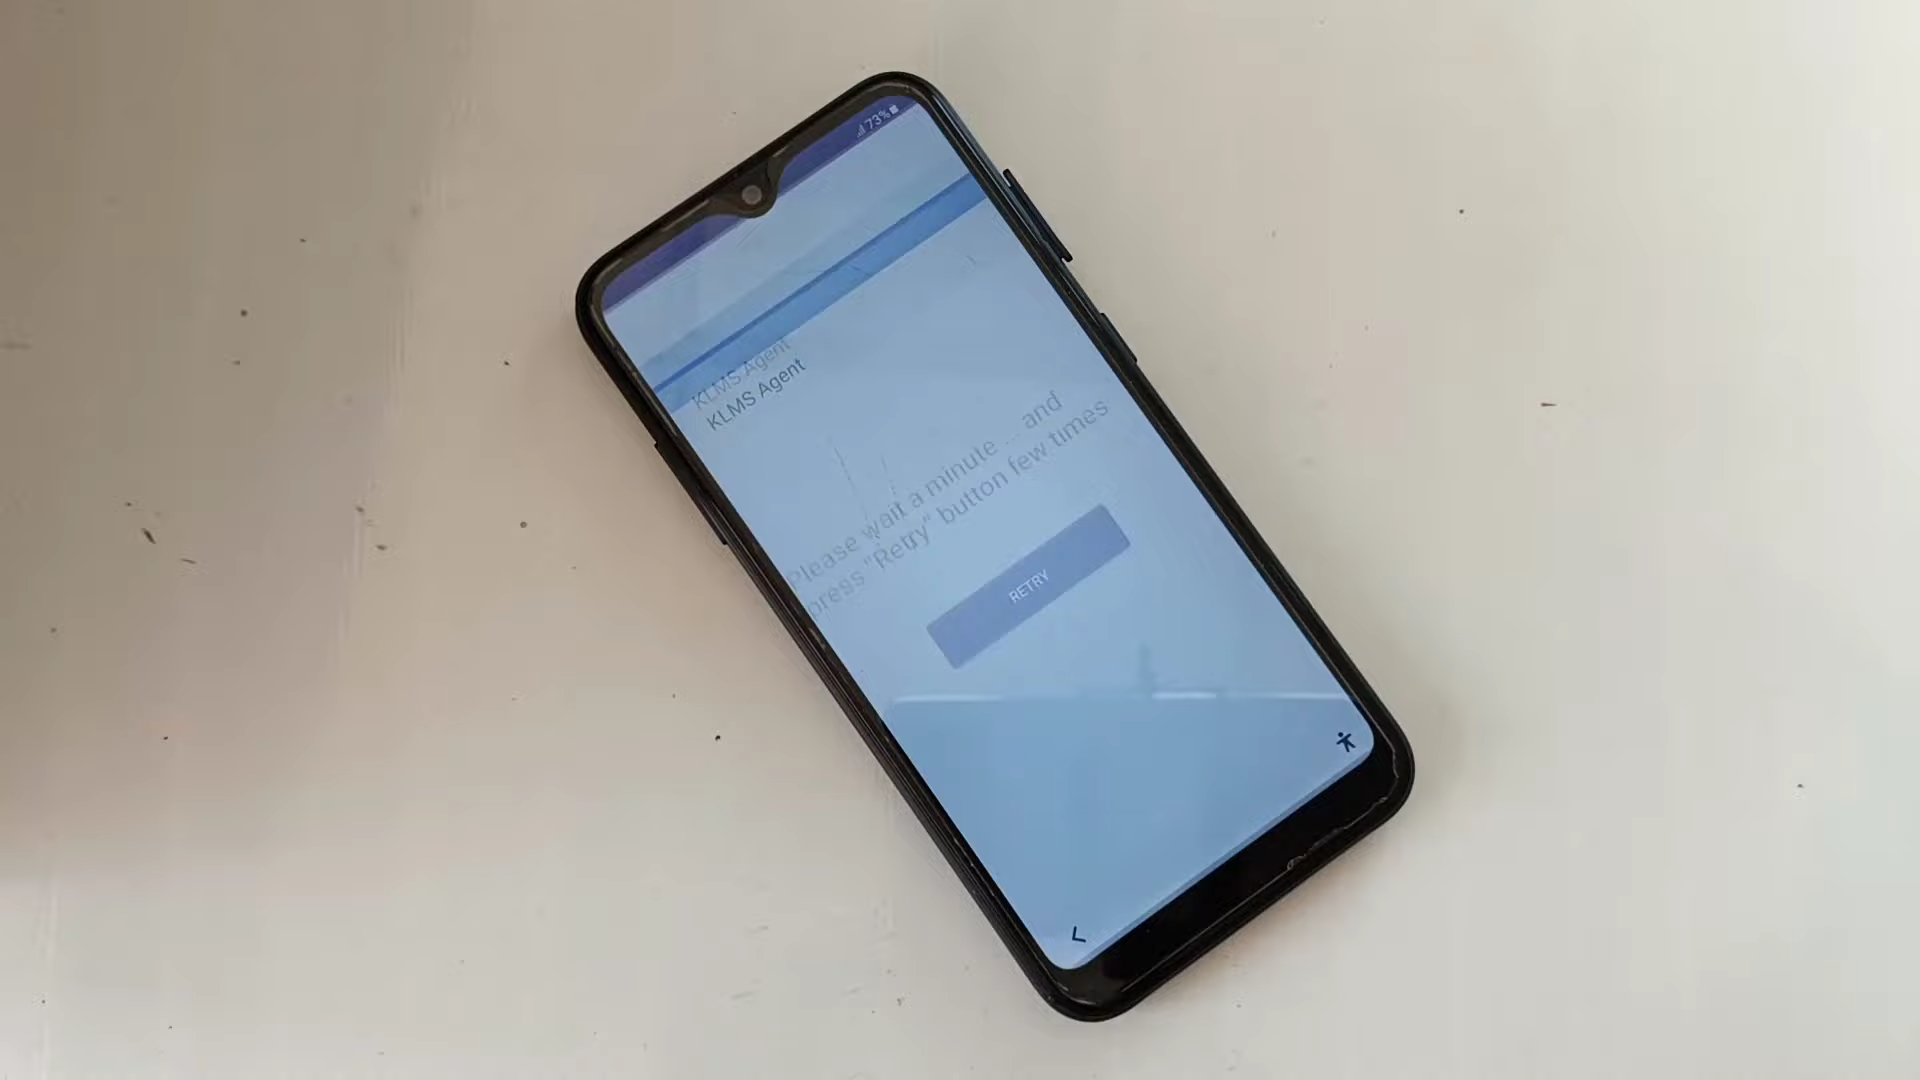 73%
KLMS Agent
KLMS Agent
Please wait a minute ... and
press "Retry" button few times
RETRY